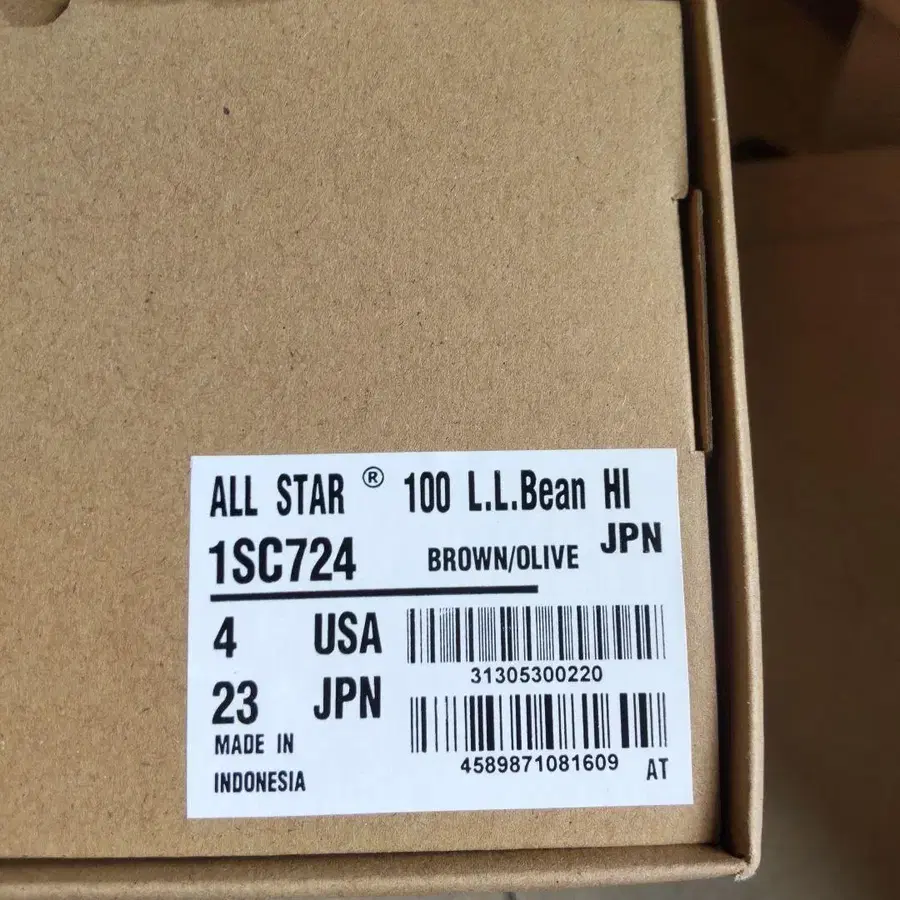 ALL STAR ® 100 L.L.Bean HI
1SC724 BROWN/OLIVE JPN
4 USA
31305300220
23 JPN
MADE IN
INDONESIA
4589871081609 AT